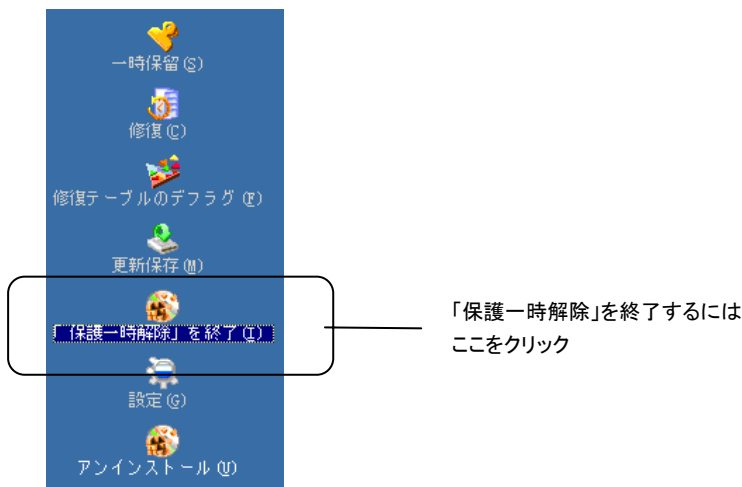 一時保留(S)
修復(C)
修復テーブルのデフラグ(F)
更新保存(M)
「保護一時解除」を終了(I)
「保護一時解除」を終了するには
ここをクリック
設定(G)
アンインストール(U)